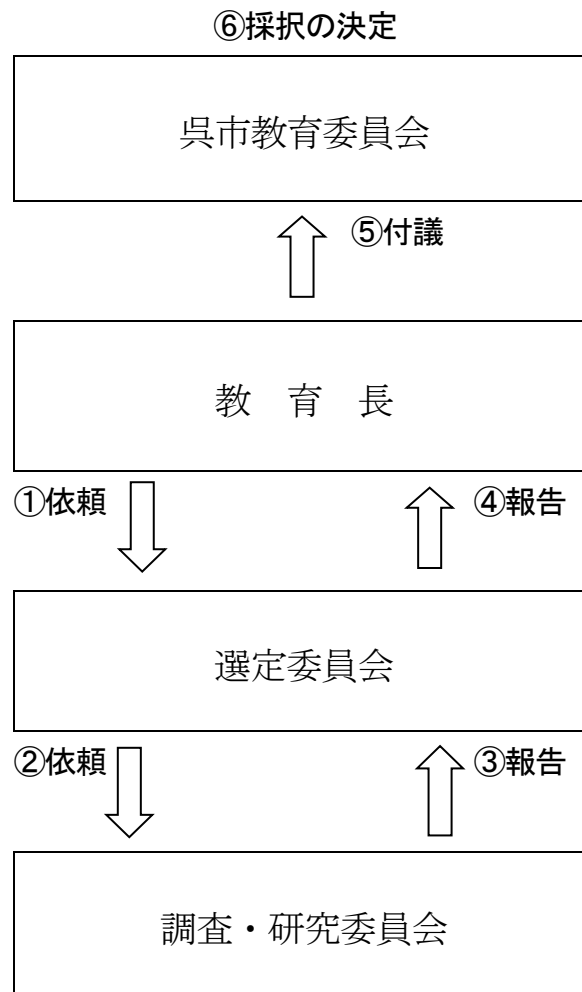 ⑥採択の決定
呉市教育委員会
⑤付議
教　育　長
①依頼
④報告
選定委員会
②依頼
③報告
調査・研究委員会